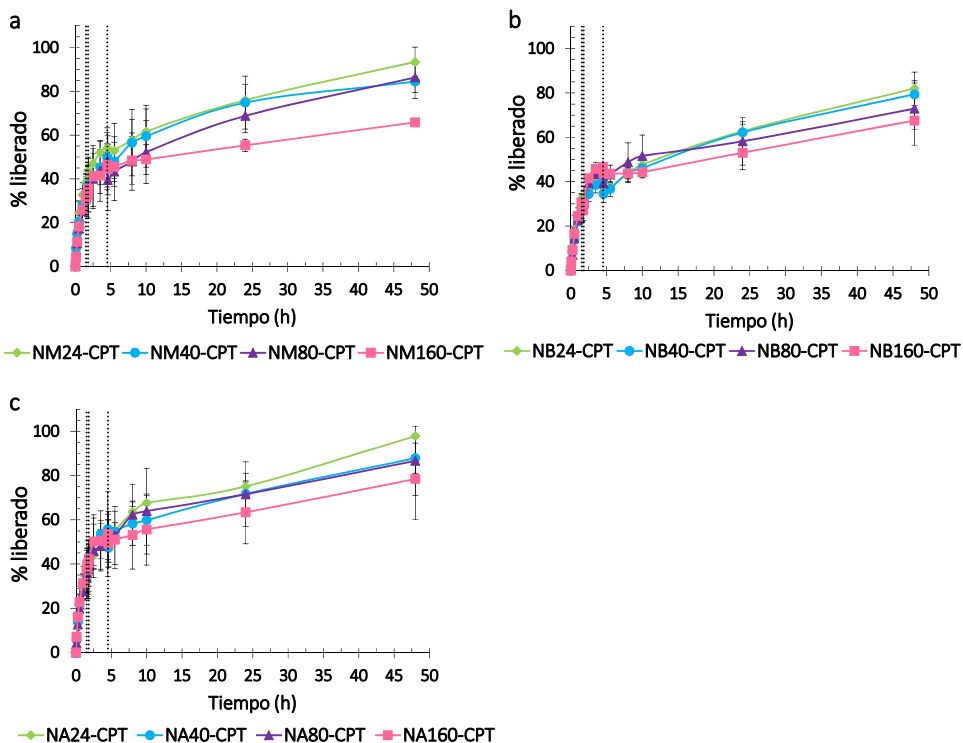 a
100
80
60
40
20
0
% liberado
0 5 10 15 20 25 30 35 40 45 50
Tiempo (h)
NM24-CPT NM40-CPT NM80-CPT NM160-CPT
b
100
80
60
40
20
0
% liberado
0 5 10 15 20 25 30 35 40 45 50
Tiempo (h)
NB24-CPT NB40-CPT NB80-CPT NB160-CPT
c
100
80
60
40
20
0
% liberado
0 5 10 15 20 25 30 35 40 45 50
Tiempo (h)
NA24-CPT NA40-CPT NA80-CPT NA160-CPT